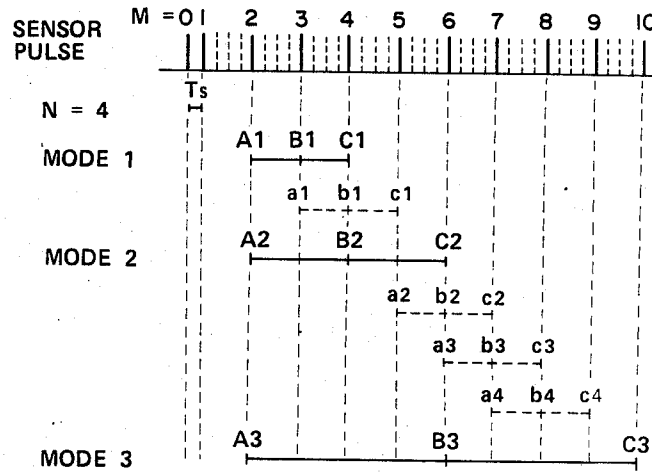 M = 0 1 2 3 4 5 6 7 8 9 10
SENSOR
PULSE
Ts
N = 4
A1 B1 C1
MODE 1
a1 b1 c1
A2 B2 C2
MODE 2
a2 b2 c2
a3 b3 c3
a4 b4 c4
A3 B3 C3
MODE 3